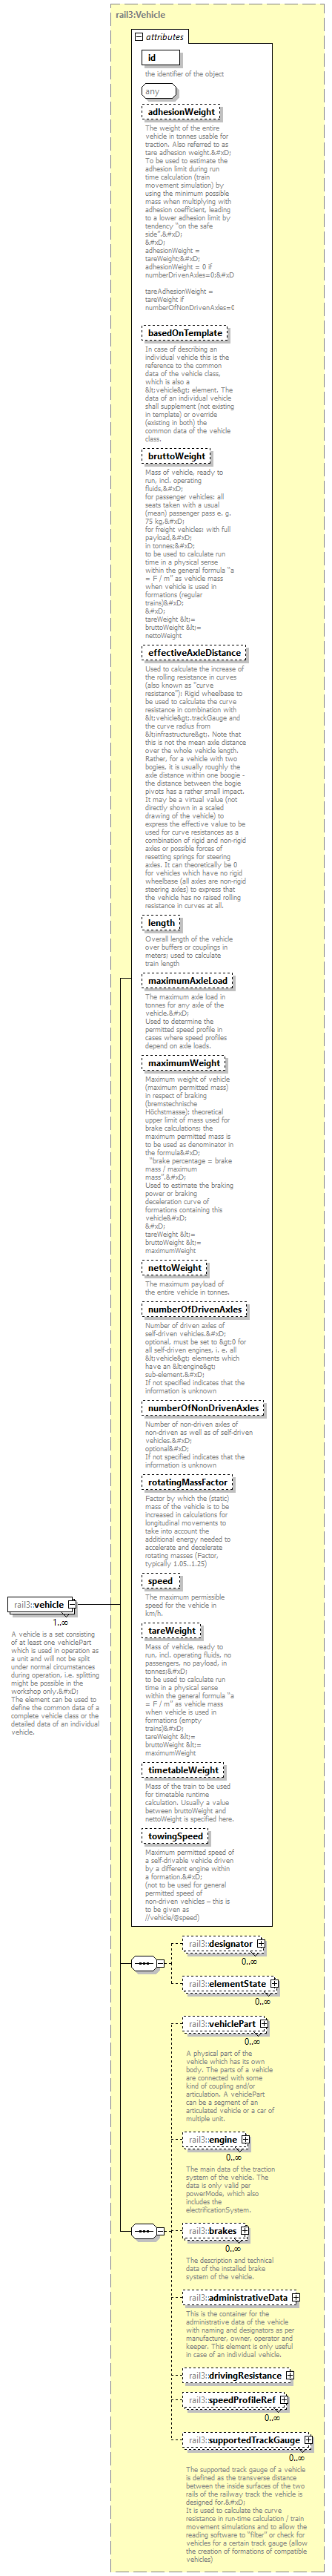 rail3:Vehicle
attributes
id
the identifier of the object
any
adhesionWeight
The weight of the entire
vehicle in tonnes usable for
traction. Also referred to as
tare adhesion weight.&#xD;
To be used to estimate the
adhesion limit during run
time calculation (train
movement simulation) by
using the minimum possible
mass when multiplying with
adhesion coefficient, leading
to a lower adhesion limit by
tendency "on the safe
side".&#xD;
&#xD;
adhesionWeight =
tareWeight;&#xD;
adhesionWeight = 0 if
numberDrivenAxles=0;&#xD
tareAdhesionWeight =
tareWeight if
numberOfNonDrivenAxles=0
basedOnTemplate
In case of describing an
individual vehicle this is the
reference to the common
data of the vehicle class,
which is also a
&lt;vehicle&gt; element. The
data of an individual vehicle
shall supplement (not existing
in template) or override
(existing in both) the
common data of the vehicle
class.
bruttoWeight
Mass of vehicle, ready to
run, incl. operating
fluids,&#xD;
for passenger vehicles: all
seats taken with a usual
(mean) passenger pass e. g.
75 kg,&#xD;
for freight vehicles: with full
payload,&#xD;
in tonnes;&#xD;
to be used to calculate run
time in a physical sense
within the general formula "a
= F / m" as vehicle mass
when vehicle is used in
formations (regular
trains)&#xD;
&#xD;
tareWeight &lt;=
bruttoWeight &lt;=
nettoWeight
effectiveAxleDistance
Used to calculate the increase of
the rolling resistance in curves
(also known as "curve
resistance"): Rigid wheelbase to
be used to calculate the curve
resistance in combination with
&lt;vehicle&gt;.trackGauge and
the curve radius from
&lt;infrastructure&gt;. Note that
this is not the mean axle distance
over the whole vehicle length.
Rather, for a vehicle with two
bogies, it is usually roughly the
axle distance within one boogie -
the distance between the bogie
pivots has a rather small impact.
It may be a virtual value (not
directly shown in a scaled
drawing of the vehicle) to
express the effective value to be
used for curve resistances as a
combination of rigid and non-rigid
axles or possible forces of
resetting springs for steering
axles. It can theoretically be 0
for vehicles which have no rigid
wheelbase (all axles are non-rigid
steering axles) to express that
the vehicle has no raised rolling
resistance in curves at all.
length
Overall length of the vehicle
over buffers or couplings in
meters; used to calculate
train length
maximumAxleLoad
The maximum axle load in
tonnes for any axle of the
vehicle.&#xD;
Used to determine the
permitted speed profile in
cases where speed profiles
depend on axle loads.
maximumWeight
Maximum weight of vehicle
(maximum permitted mass)
in respect of braking
(bremstechnische
Höchstmasse); theoretical
upper limit of mass used for
brake calculations; the
maximum permitted mass is
to be used as denominator in
the formula&#xD;
"brake percentage = brake
mass / maximum
mass".&#xD;
Used to estimate the braking
power or braking
deceleration curve of
formations containing this
vehicle&#xD;
&#xD;
tareWeight &lt;=
bruttoWeight &lt;=
maximumWeight
nettoWeight
The maximum payload of
the entire vehicle in tonnes.
numberOfDrivenAxles
Number of driven axles of
self-driven vehicles.&#xD;
optional, must be set to &gt;0 for
all self-driven engines, i. e. all
&lt;vehicle&gt; elements which
have an &lt;engine&gt;
sub-element.&#xD;
If not specified indicates that the
information is unknown
numberOfNonDrivenAxles
Number of non-driven axles of
non-driven as well as of self-driven
vehicles.&#xD;
optional&#xD;
If not specified indicates that the
information is unknown
rotatingMassFactor
Factor by which the (static)
mass of the vehicle is to be
increased in calculations for
longitudinal movements to
take into account the
additional energy needed to
accelerate and decelerate
rotating masses (Factor,
typically 1.05..1.25)
speed
The maximum permissible
speed for the vehicle in
km/h.
rail3:vehicle
1..∞
A vehicle is a set consisting
of at least one vehiclePart
which is used in operation as
a unit and will not be split
under normal circumstances
during operation, i.e. splitting
might be possible in the
workshop only.&#xD;
The element can be used to
define the common data of a
complete vehicle class or the
detailed data of an individual
vehicle.
tareWeight
Mass of vehicle, ready to
run, incl. operating fluids, no
passengers, no payload, in
tonnes;&#xD;
to be used to calculate run
time in a physical sense
within the general formula "a
= F / m" as vehicle mass
when vehicle is used in
formations (empty
trains)&#xD;
tareWeight &lt;=
bruttoWeight &lt;=
maximumWeight
timetableWeight
Mass of the train to be used
for timetable runtime
calculation. Usually a value
between bruttoWeight and
nettoWeight is specified here.
towingSpeed
Maximum permitted speed of
a self-drivable vehicle driven
by a different engine within
a formation.&#xD;
(not to be used for general
permitted speed of
non-driven vehicles – this is
to be given as
//vehicle/@speed)
rail3:designator
0..∞
rail3:elementState
0..∞
rail3:vehiclePart
0..∞
A physical part of the
vehicle which has its own
body. The parts of a vehicle
are connected with some
kind of coupling and/or
articulation. A vehiclePart
can be a segment of an
articulated vehicle or a car of
multiple unit.
rail3:engine
0..∞
The main data of the traction
system of the vehicle. The
data is only valid per
powerMode, which also
includes the
electrificationSystem.
rail3:brakes
0..∞
The description and technical
data of the installed brake
system of the vehicle.
rail3:administrativeData
This is the container for the
administrative data of the vehicle
with naming and designators as per
manufacturer, owner, operator and
keeper. This element is only useful
in case of an individual vehicle.
rail3:drivingResistance
rail3:speedProfileRef
0..∞
rail3:supportedTrackGauge
0..∞
The supported track gauge of a vehicle
is defined as the transverse distance
between the inside surfaces of the two
rails of the railway track the vehicle is
designed for.&#xD;
It is used to calculate the curve
resistance in run-time calculation / train
movement simulations and to allow the
reading software to "filter" or check for
vehicles for a certain track gauge (allow
the creation of formations of compatible
vehicles)